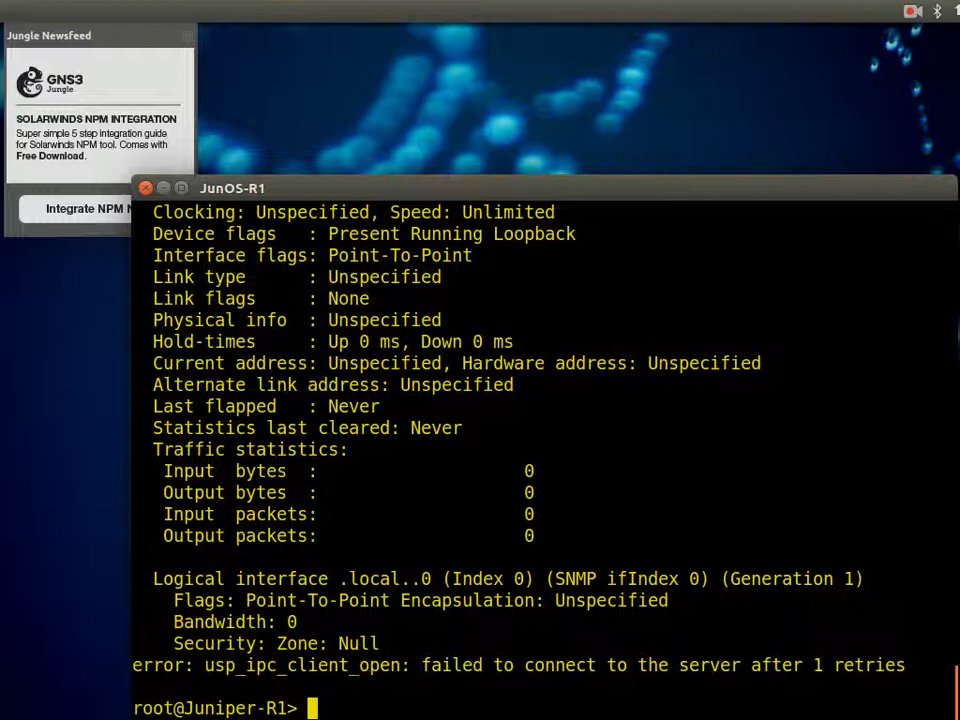 Jungle Newsfeed
GNS3
Jungle
SOLARWINDS NPM INTEGRATION
Super simple 5 step integration guide
for Solarwinds NPM tool. Comes with
Free Download.
Integrate NPM
JunOS-R1
Clocking: Unspecified, Speed: Unlimited
Device flags   : Present Running Loopback
Interface flags: Point-To-Point
Link type      : Unspecified
Link flags     : None
Physical info  : Unspecified
Hold-times     : Up 0 ms, Down 0 ms
Current address: Unspecified, Hardware address: Unspecified
Alternate link address: Unspecified
Last flapped   : Never
Statistics last cleared: Never
Traffic statistics:
Input  bytes  :                    0
Output bytes  :                    0
Input  packets:                    0
Output packets:                    0
Logical interface .local..0 (Index 0) (SNMP ifIndex 0) (Generation 1)
Flags: Point-To-Point Encapsulation: Unspecified
Bandwidth: 0
Security: Zone: Null
error: usp_ipc_client_open: failed to connect to the server after 1 retries
root@Juniper-R1>